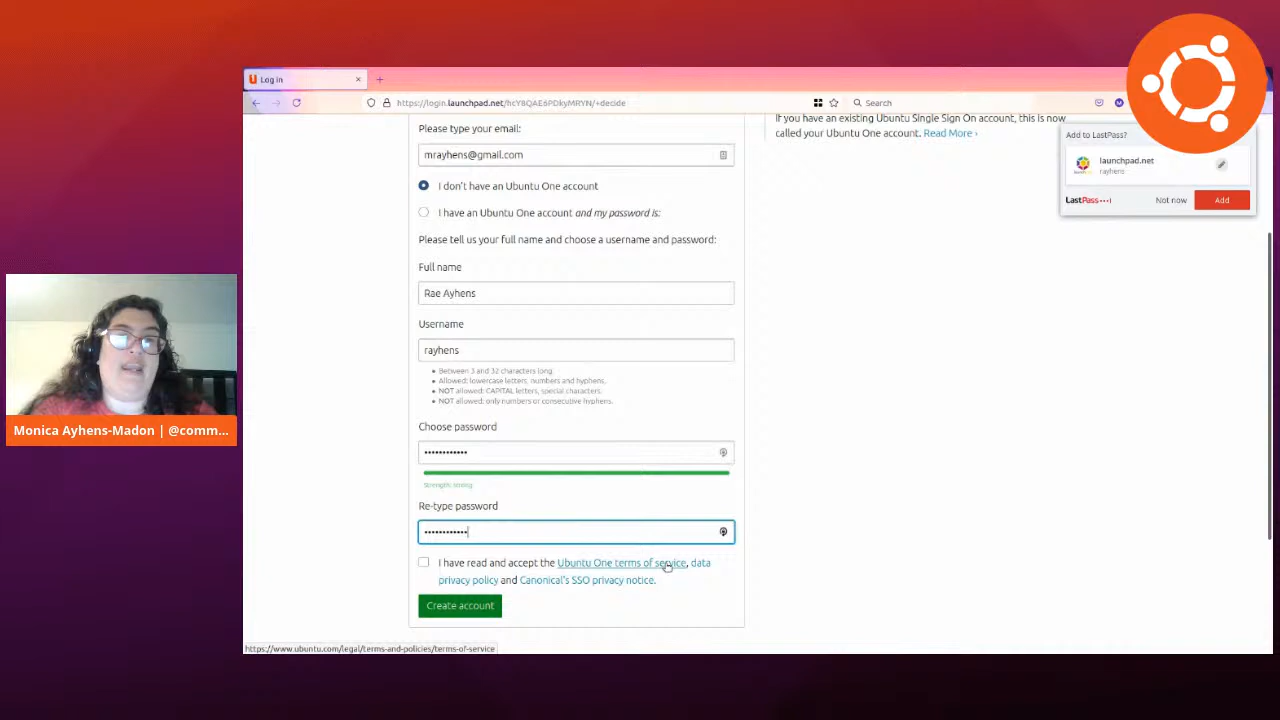 Log in
https://login.launchpad.net/hcY8QAE6PDkyMRYN/+decide
Search
Please type your email:
mrayhens@gmail.com
I don't have an Ubuntu One account
I have an Ubuntu One account and my password is:
Please tell us your full name and choose a username and password:
Full name
Rae Ayhens
Username
rayhens
Between 3 and 32 characters long.
Allowed: lowercase letters, numbers and hyphens.
NOT allowed: CAPITAL letters, special characters.
NOT allowed: only numbers or consecutive hyphens.
Choose password
••••••••••••
Strength: strong
Re-type password
••••••••••••
I have read and accept the Ubuntu One terms of service, data
privacy policy and Canonical's SSO privacy notice.
Create account
https://www.ubuntu.com/legal/terms-and-policies/terms-of-service
If you have an existing Ubuntu Single Sign On account, this is now
called your Ubuntu One account. Read More ›
Add to LastPass?
launchpad.net
rayhens
LastPass
Not now
Add
Monica Ayhens-Madon | @comm...